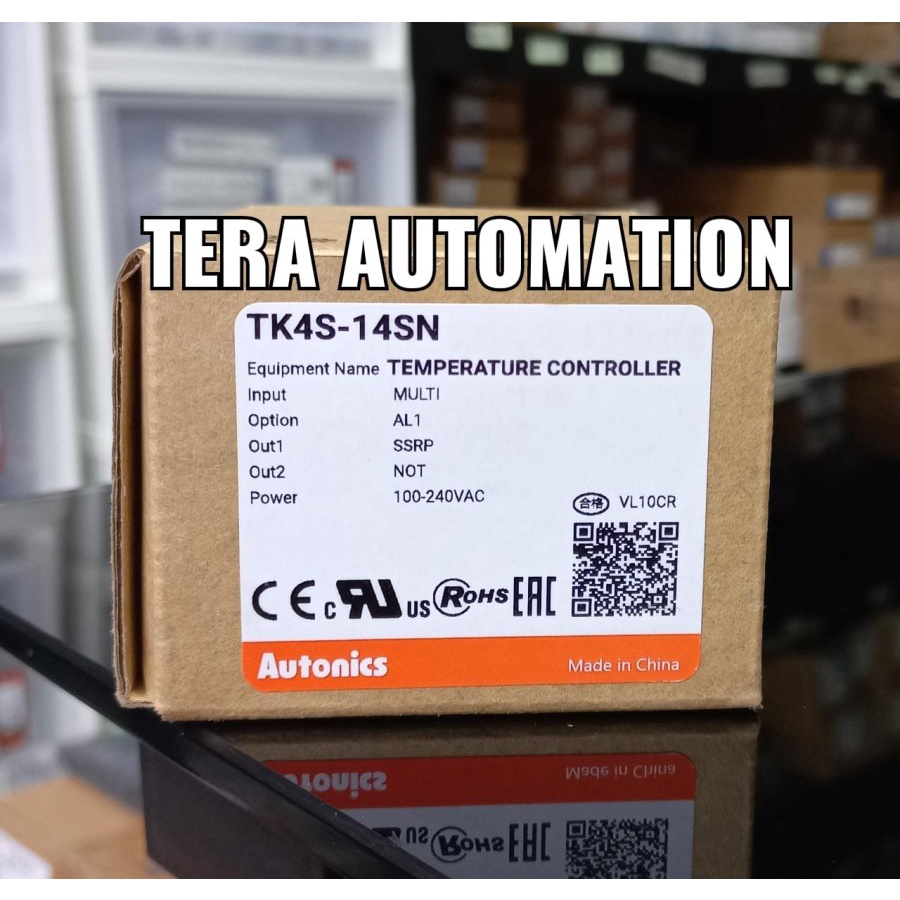 TERA AUTOMATION
TK4S-14SN
Equipment Name TEMPERATURE CONTROLLER
Input MULTI
Option AL1
Out1 SSRP
Out2 NOT
Power 100-240VAC
合格 VL10CR
CE c RU US RoHS EAC
Autonics Made in China